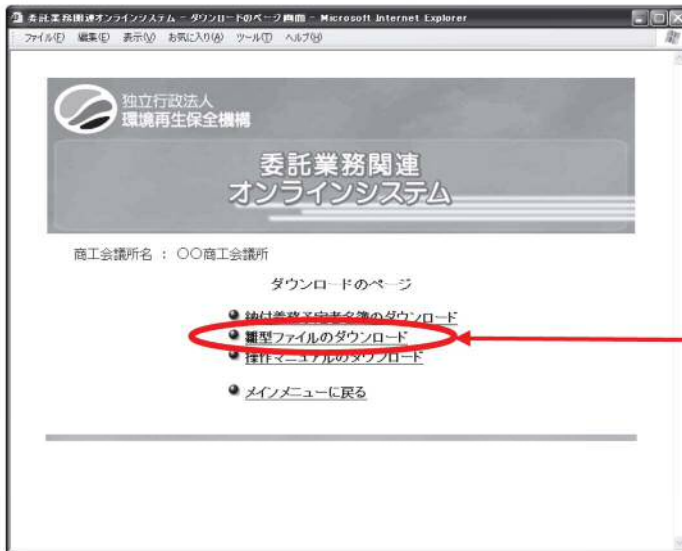 委託業務関連オンラインシステム - ダウンロードのページ画面 - Microsoft Internet Explorer
ファイル(F) 編集(E) 表示(V) お気に入り(A) ツール(T) ヘルプ(H)
独立行政法人
環境再生保全機構
委託業務関連
オンラインシステム
商工会議所名 : 〇〇商工会議所
ダウンロードのページ
納付義務予定者名簿のダウンロード
雛型ファイルのダウンロード
操作マニュアルのダウンロード
メインメニューに戻る